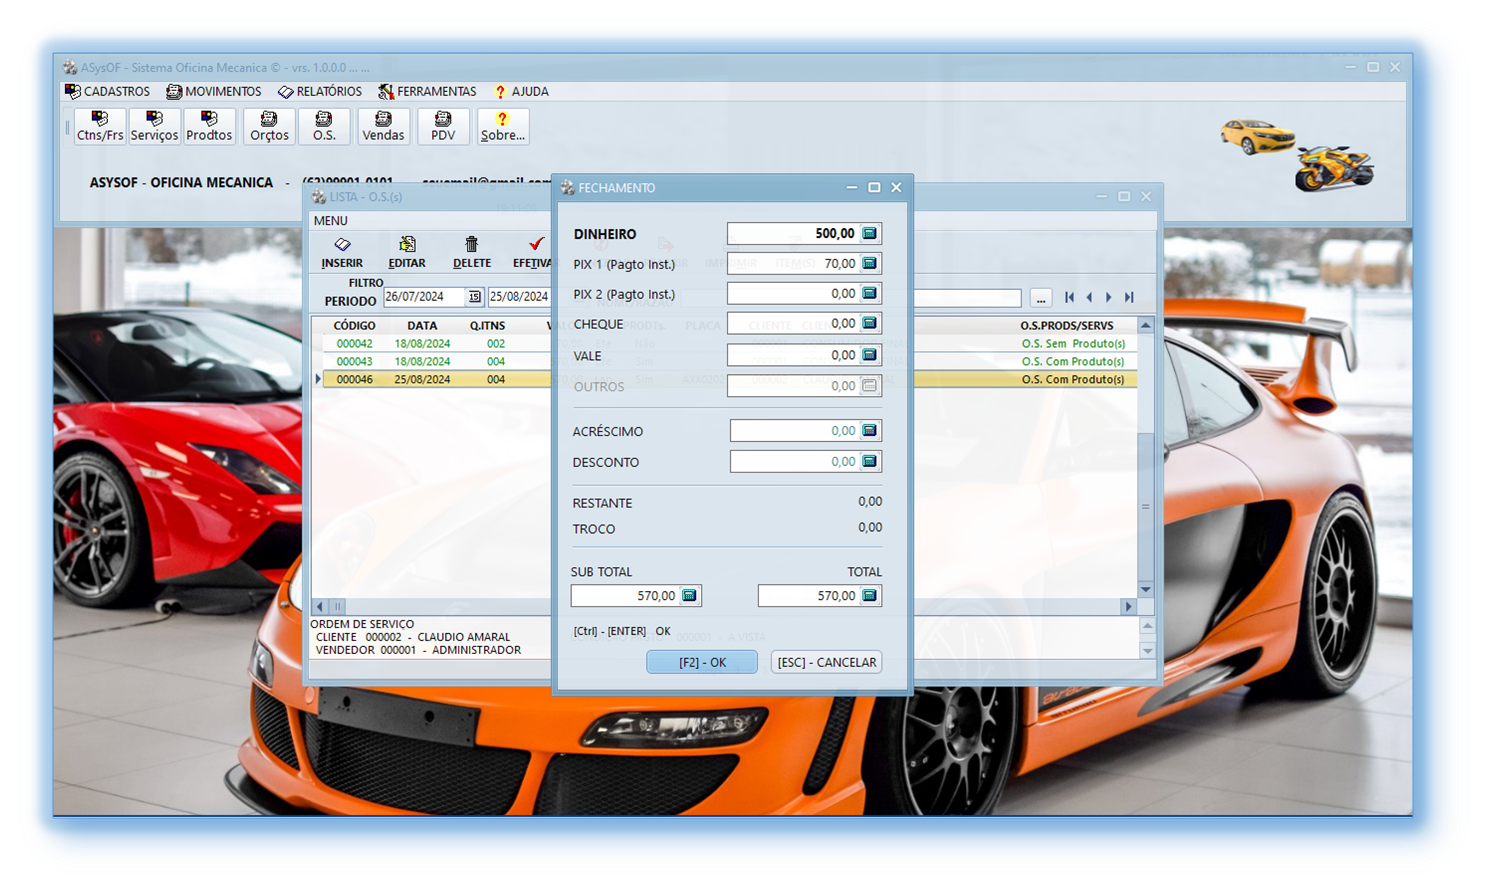 ASysOF - Sistema Oficina Mecanica © - vrs. 1.0.0.0 ... ...
CADASTROS MOVIMENTOS RELATÓRIOS FERRAMENTAS ? AJUDA
Ctns/Frs Serviços Prodtos Orçtos O.S. Vendas PDV Sobre...
ASYSOF - OFICINA MECANICA -
LISTA - O.S.(s)
MENU
INSERIR EDITAR DELETE EFETIVA
FILTRO
PERIODO 26/07/2024 15 25/08/2024 ...
CÓDIGO DATA Q.ITNS O.S.PRODS/SERVS
000042 18/08/2024 002 O.S. Sem Produto(s)
000043 18/08/2024 004 O.S. Com Produto(s)
000046 25/08/2024 004 O.S. Com Produto(s)
ORDEM DE SERVIÇO
CLIENTE 000002 - CLAUDIO AMARAL
VENDEDOR 000001 - ADMINISTRADOR
FECHAMENTO
DINHEIRO 500,00
PIX 1 (Pagto Inst.) 70,00
PIX 2 (Pagto Inst.) 0,00
CHEQUE 0,00
VALE 0,00
OUTROS 0,00
ACRÉSCIMO 0,00
DESCONTO 0,00
RESTANTE 0,00
TROCO 0,00
SUB TOTAL TOTAL
570,00 570,00
[Ctrl] - [ENTER] OK
[F2] - OK [ESC] - CANCELAR